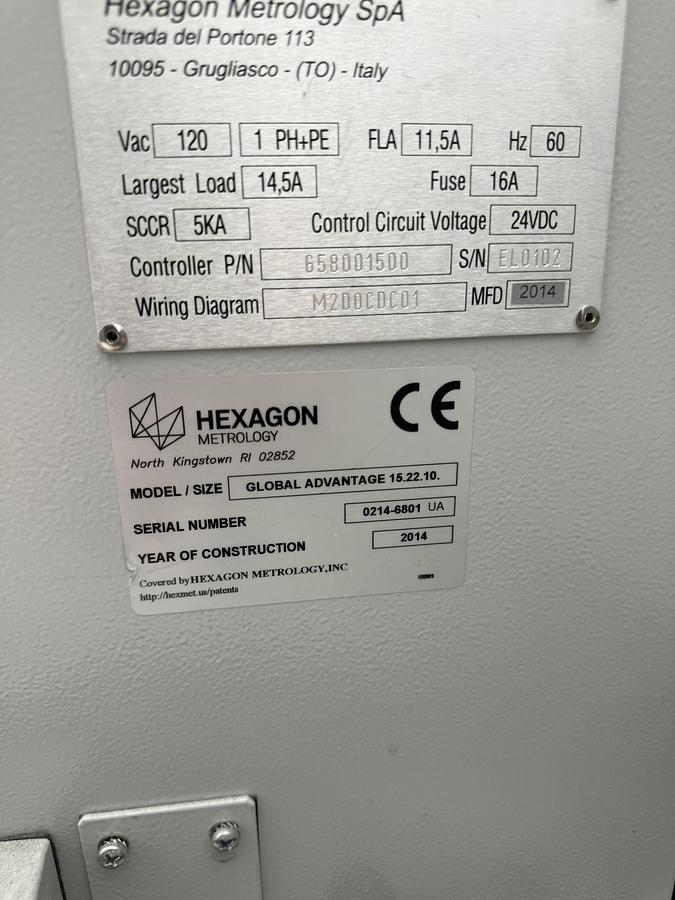 Hexagon Metrology SpA
Strada del Portone 113
10095 - Grugliasco - (TO) - Italy
Vac 120 1 PH+PE FLA 11,5A Hz 60
Largest Load 14,5A Fuse 16A
SCCR 5KA Control Circuit Voltage 24VDC
Controller P/N G58001500 S/N EL0102
Wiring Diagram M200CDC01 MFD 2014
HEXAGON CE
METROLOGY
North Kingstown RI 02852
MODEL / SIZE GLOBAL ADVANTAGE 15.22.10.
SERIAL NUMBER 0214-6801 UA
YEAR OF CONSTRUCTION 2014
Covered by HEXAGON METROLOGY,INC
http://hexmet.us/patents